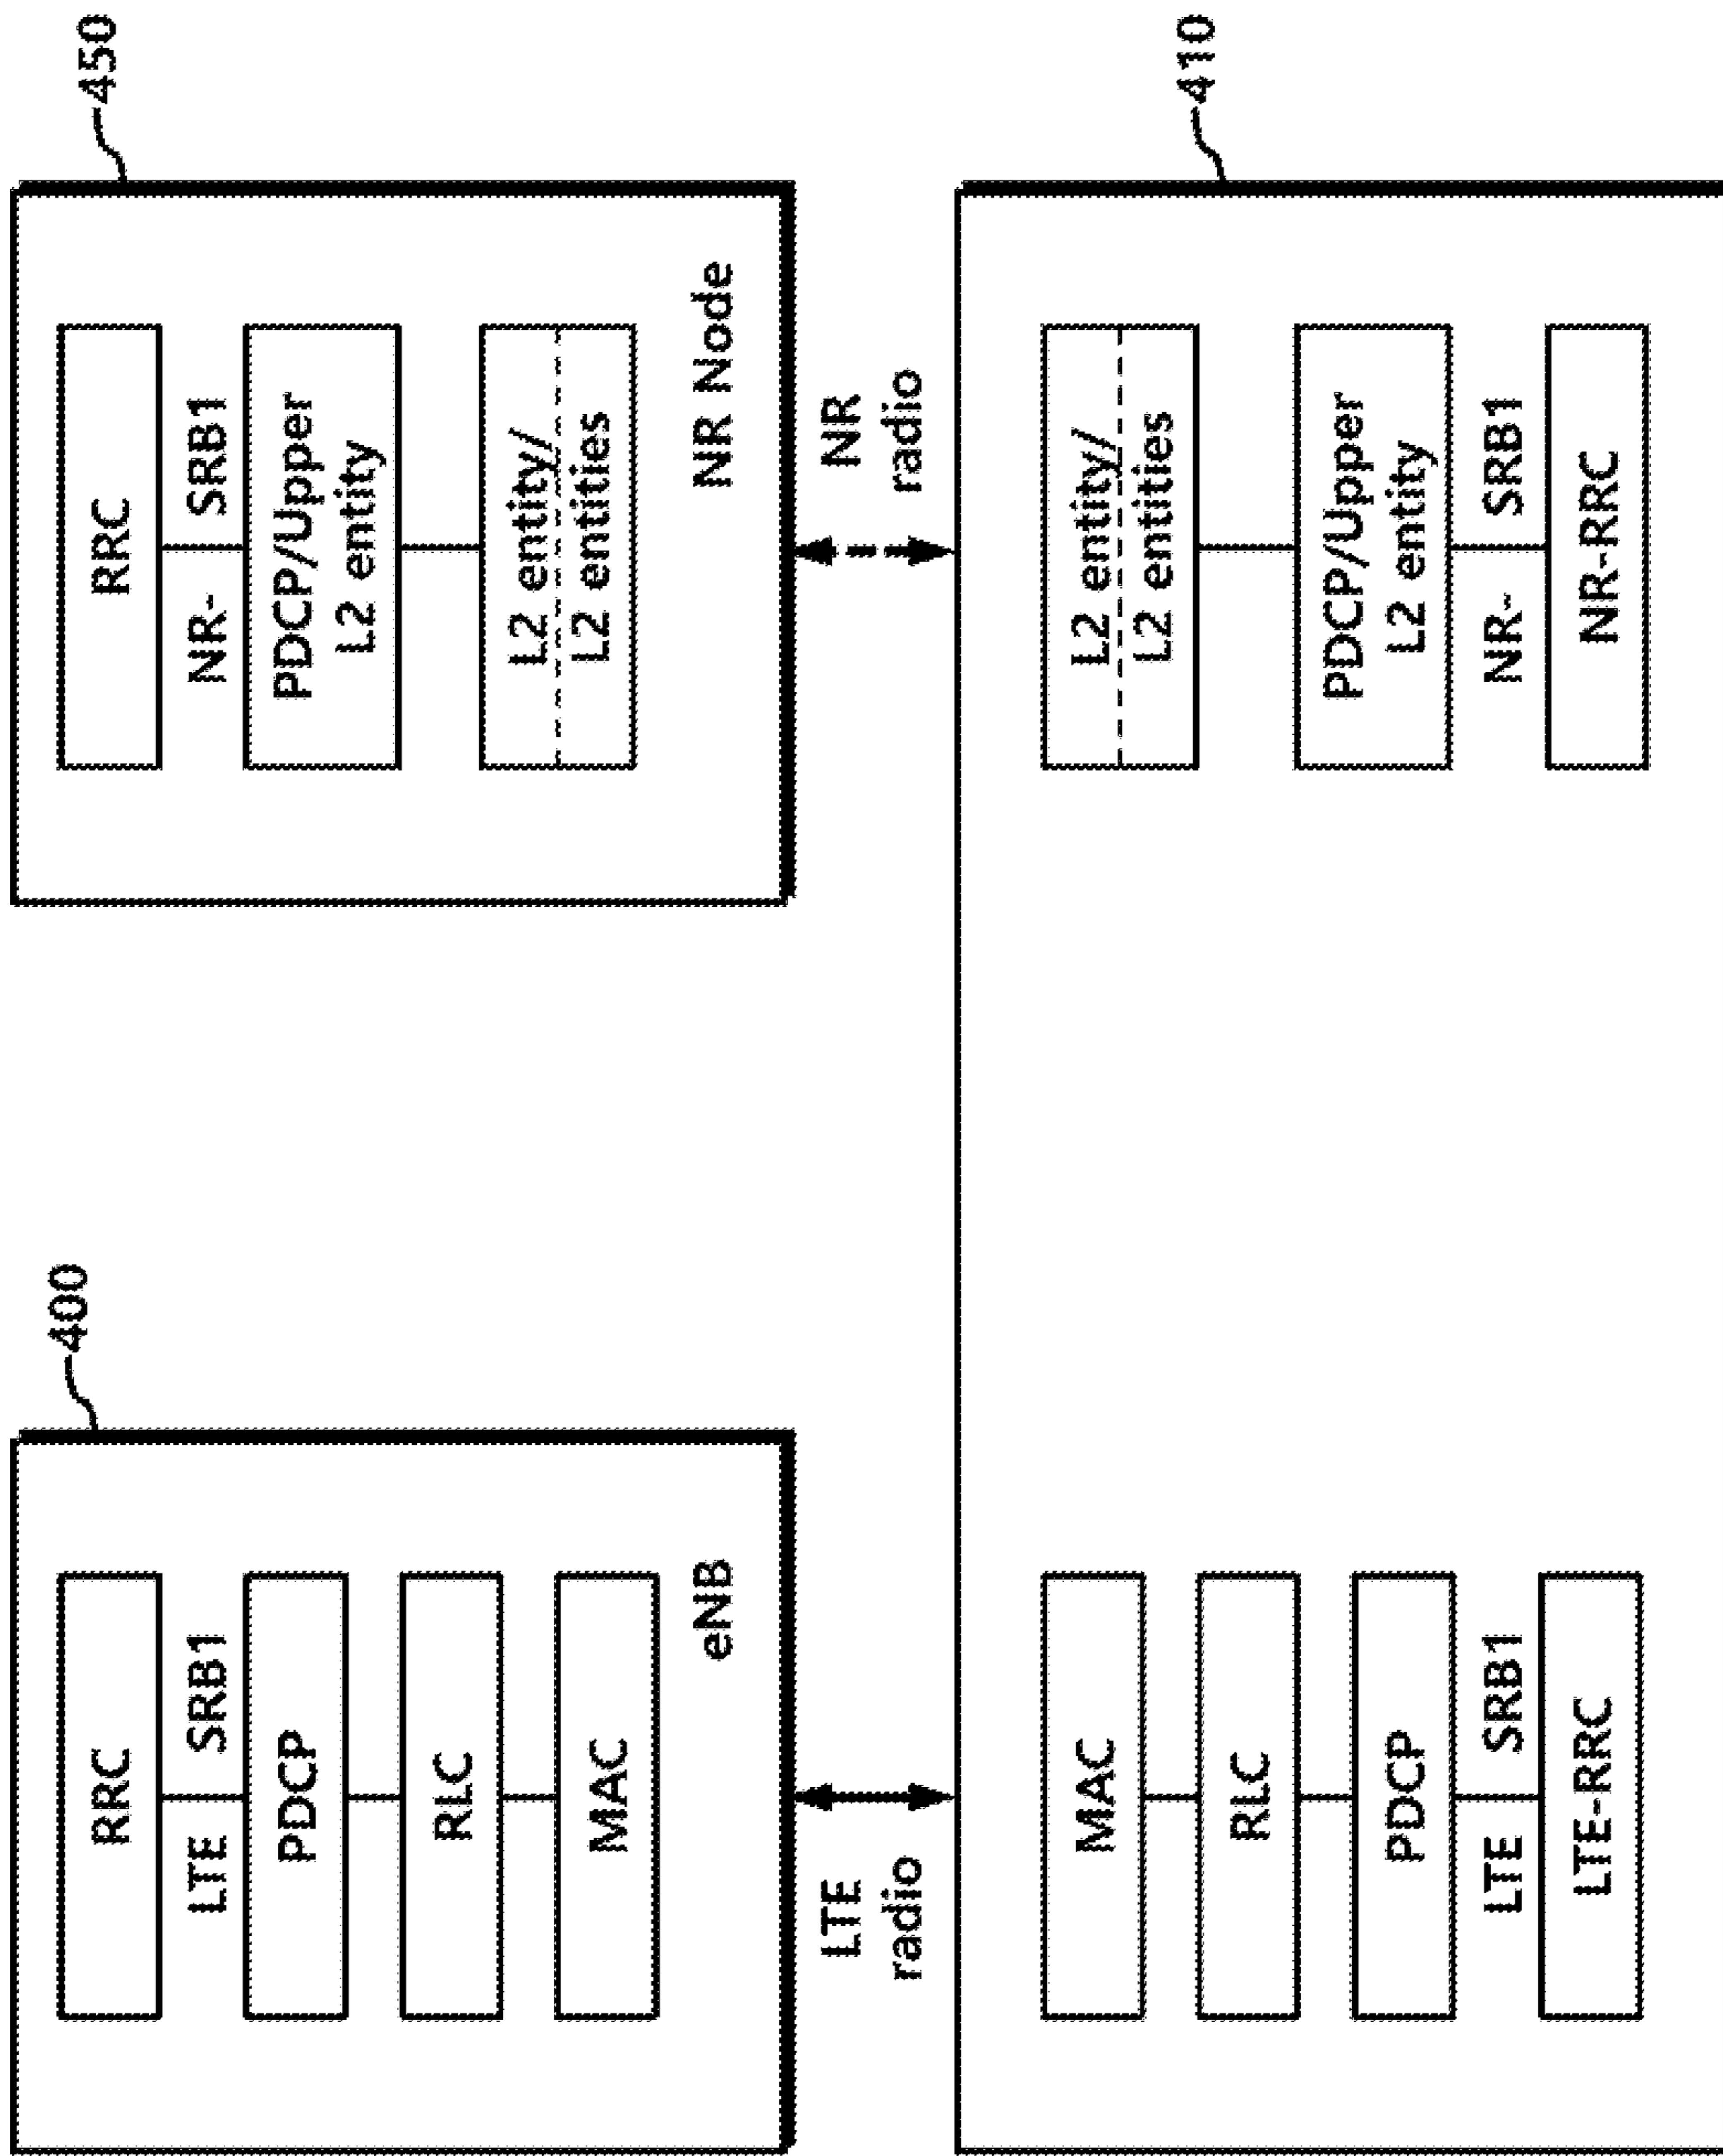 400
RRC
LTE SRB1
PDCP
RLC
MAC
eNB
450
RRC
NR- SRB1
PDCP/Upper
L2 entity
L2 entity/
L2 entities
NR Node
LTE
radio
NR
radio
410
MAC
RLC
PDCP
LTE SRB1
LTE-RRC
L2 entity/
L2 entities
PDCP/Upper
L2 entity
NR- SRB1
NR-RRC